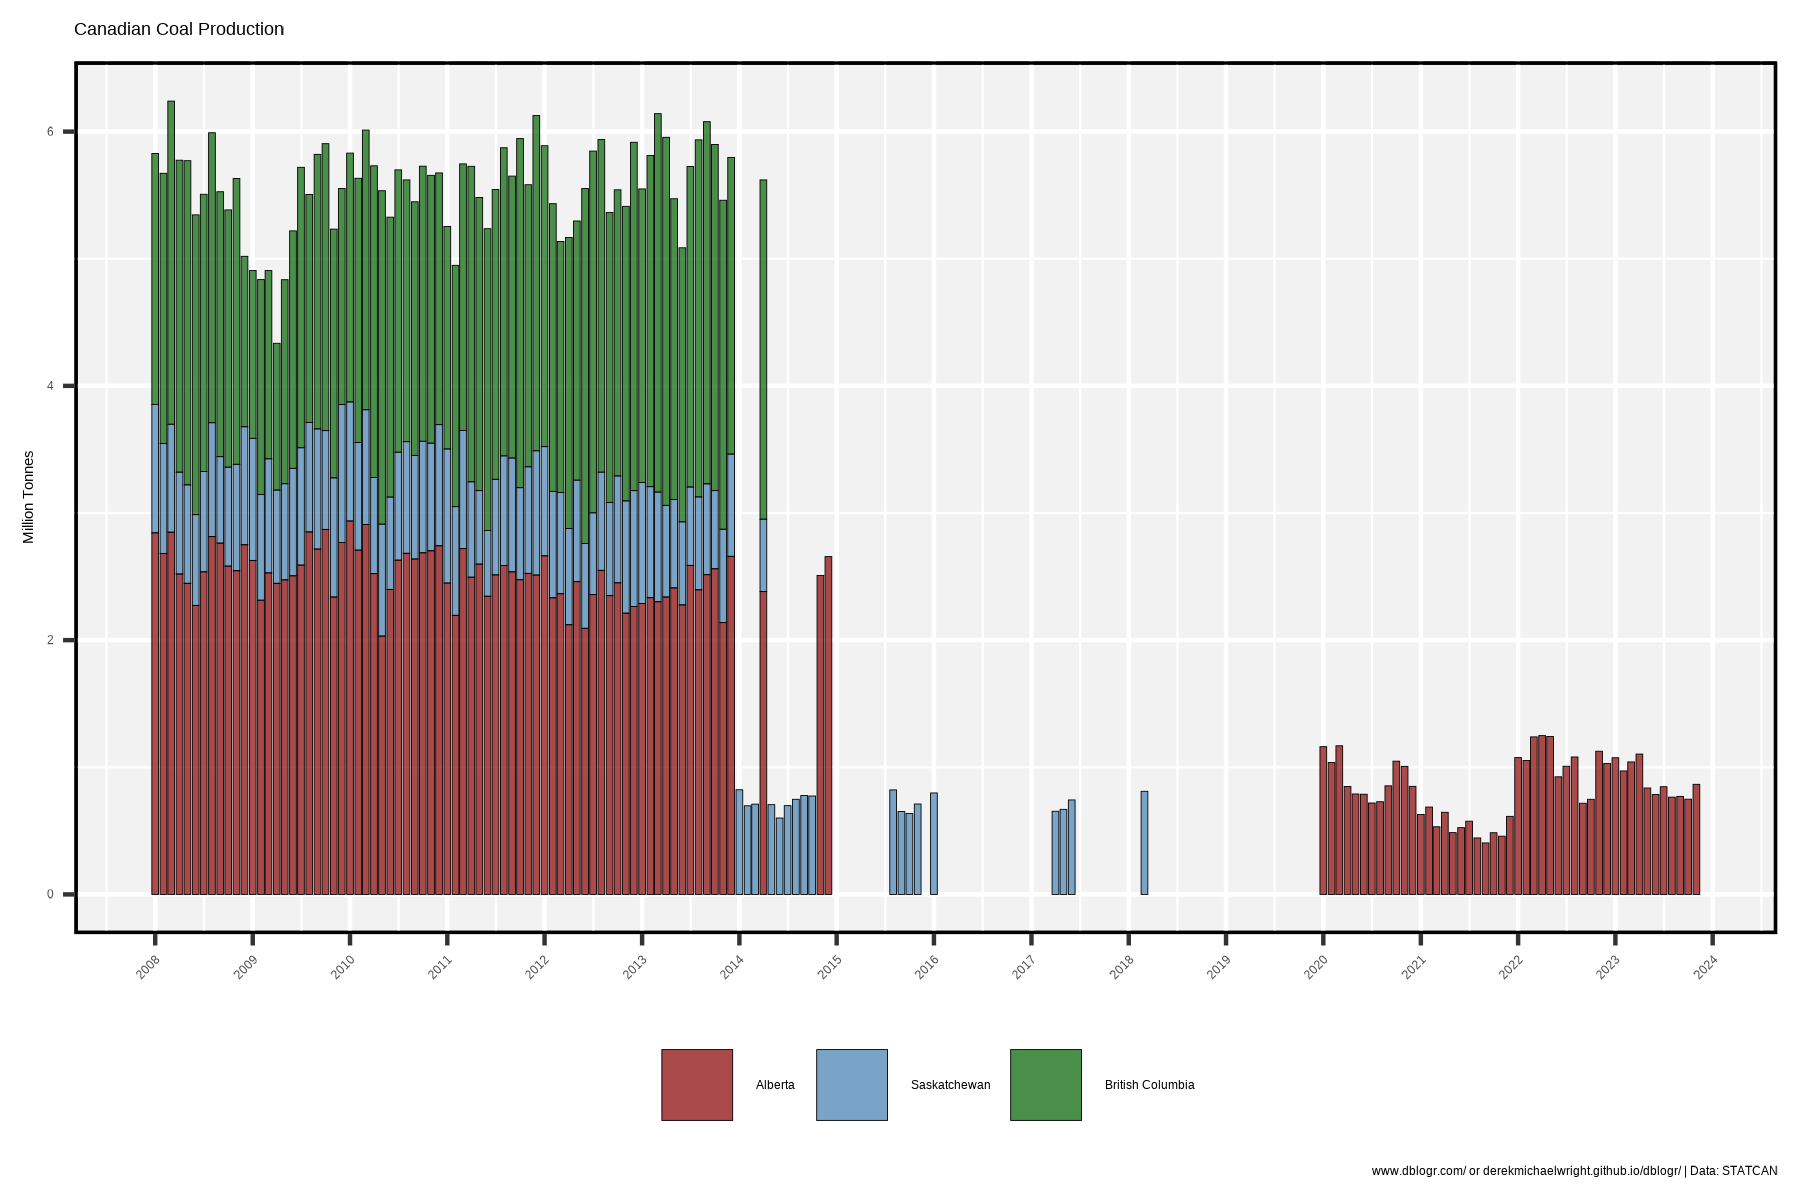 Canadian Coal Production
Million Tonnes
6
4
2
0
2008 2009 2010 2011 2012 2013 2014 2015 2016 2017 2018 2019 2020 2021 2022 2023 2024
Alberta Saskatchewan British Columbia
www.dblogr.com/ or derekmichaelwright.github.io/dblogr/ | Data: STATCAN